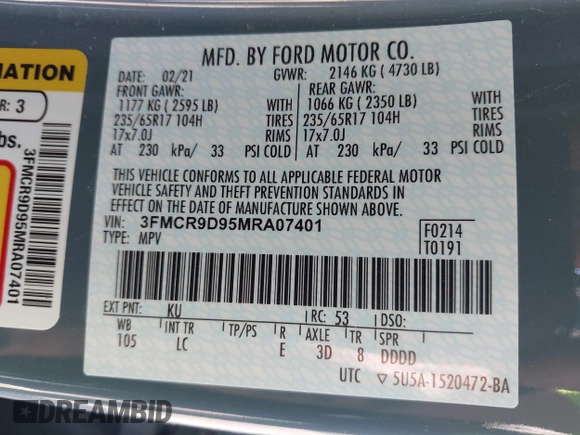 MFD. BY FORD MOTOR CO.
DATE: 02/21 GVWR: 2146 KG ( 4730 LB)
FRONT GAWR: REAR GAWR:
1177 KG ( 2595 LB) WITH 1066 KG ( 2350 LB) WITH
235/65R17 104H TIRES 235/65R17 104H TIRES
17x7.0J RIMS 17x7.0J RIMS
AT 230 kPa/ 33 PSI COLD AT 230 kPa/ 33 PSI COLD
THIS VEHICLE CONFORMS TO ALL APPLICABLE FEDERAL MOTOR
VEHICLE SAFETY AND THEFT PREVENTION STANDARDS IN
EFFECT ON THE DATE OF MANUFACTURE SHOWN ABOVE.
VIN: 3FMCR9D95MRA07401
TYPE: MPV
F0214
T0191
EXT PNT: KU RC: 53 DSO:
WB INT TR TP/PS R AXLE TR SPR
105 LC E 3D 8 DDDD
UTC ▽ 5U5A-1520472-BA
MATION
R: 3
bs.
3FMCR9D95MRA07401
DREAMBID